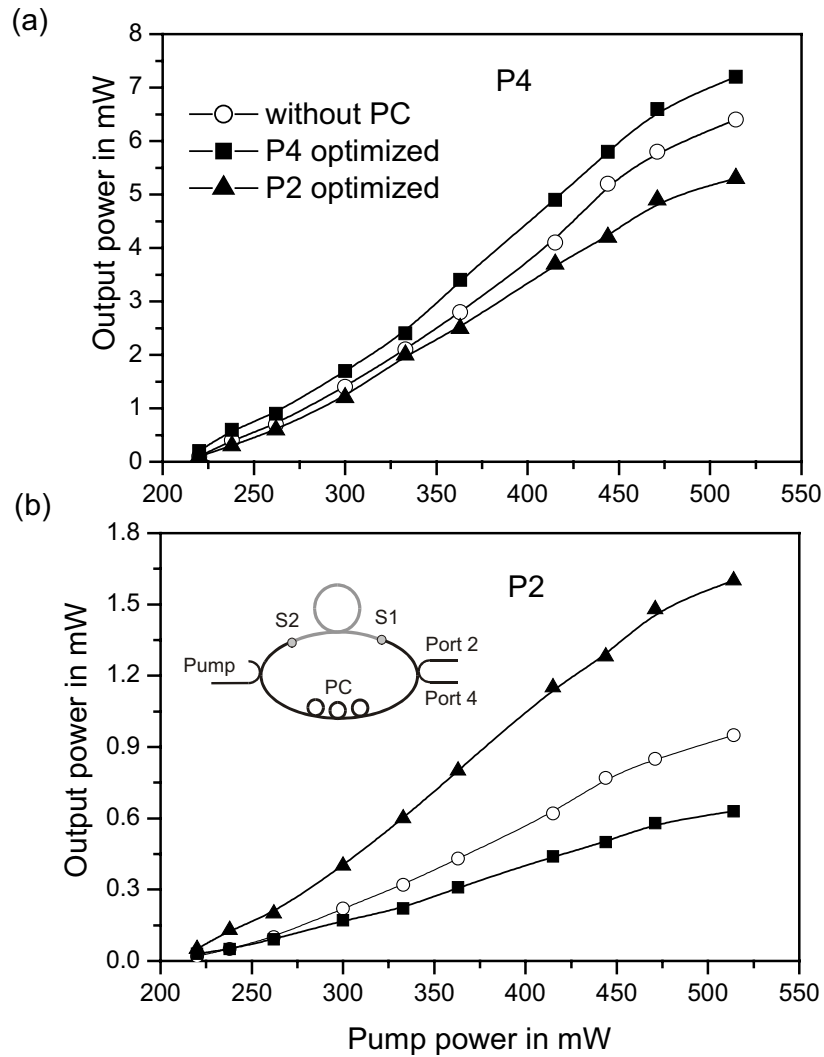 (a)
P4
without PC
P4 optimized
P2 optimized
Output power in mW
8
7
6
5
4
3
2
1
0
200 250 300 350 400 450 500 550
(b)
P2
S2 S1
Pump
PC
Port 2
Port 4
Output power in mW
1.8
1.5
1.2
0.9
0.6
0.3
0.0
200 250 300 350 400 450 500 550
Pump power in mW